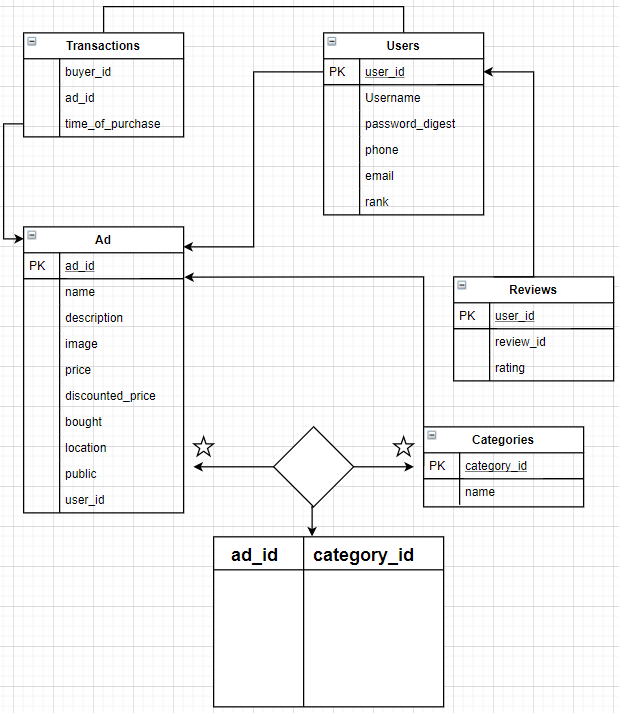 Transactions
buyer_id
ad_id
time_of_purchase
Users
PK user_id
Username
password_digest
phone
email
rank
Ad
PK ad_id
name
description
image
price
discounted_price
bought
location
public
user_id
Reviews
PK user_id
review_id
rating
Categories
PK category_id
name
ad_id category_id